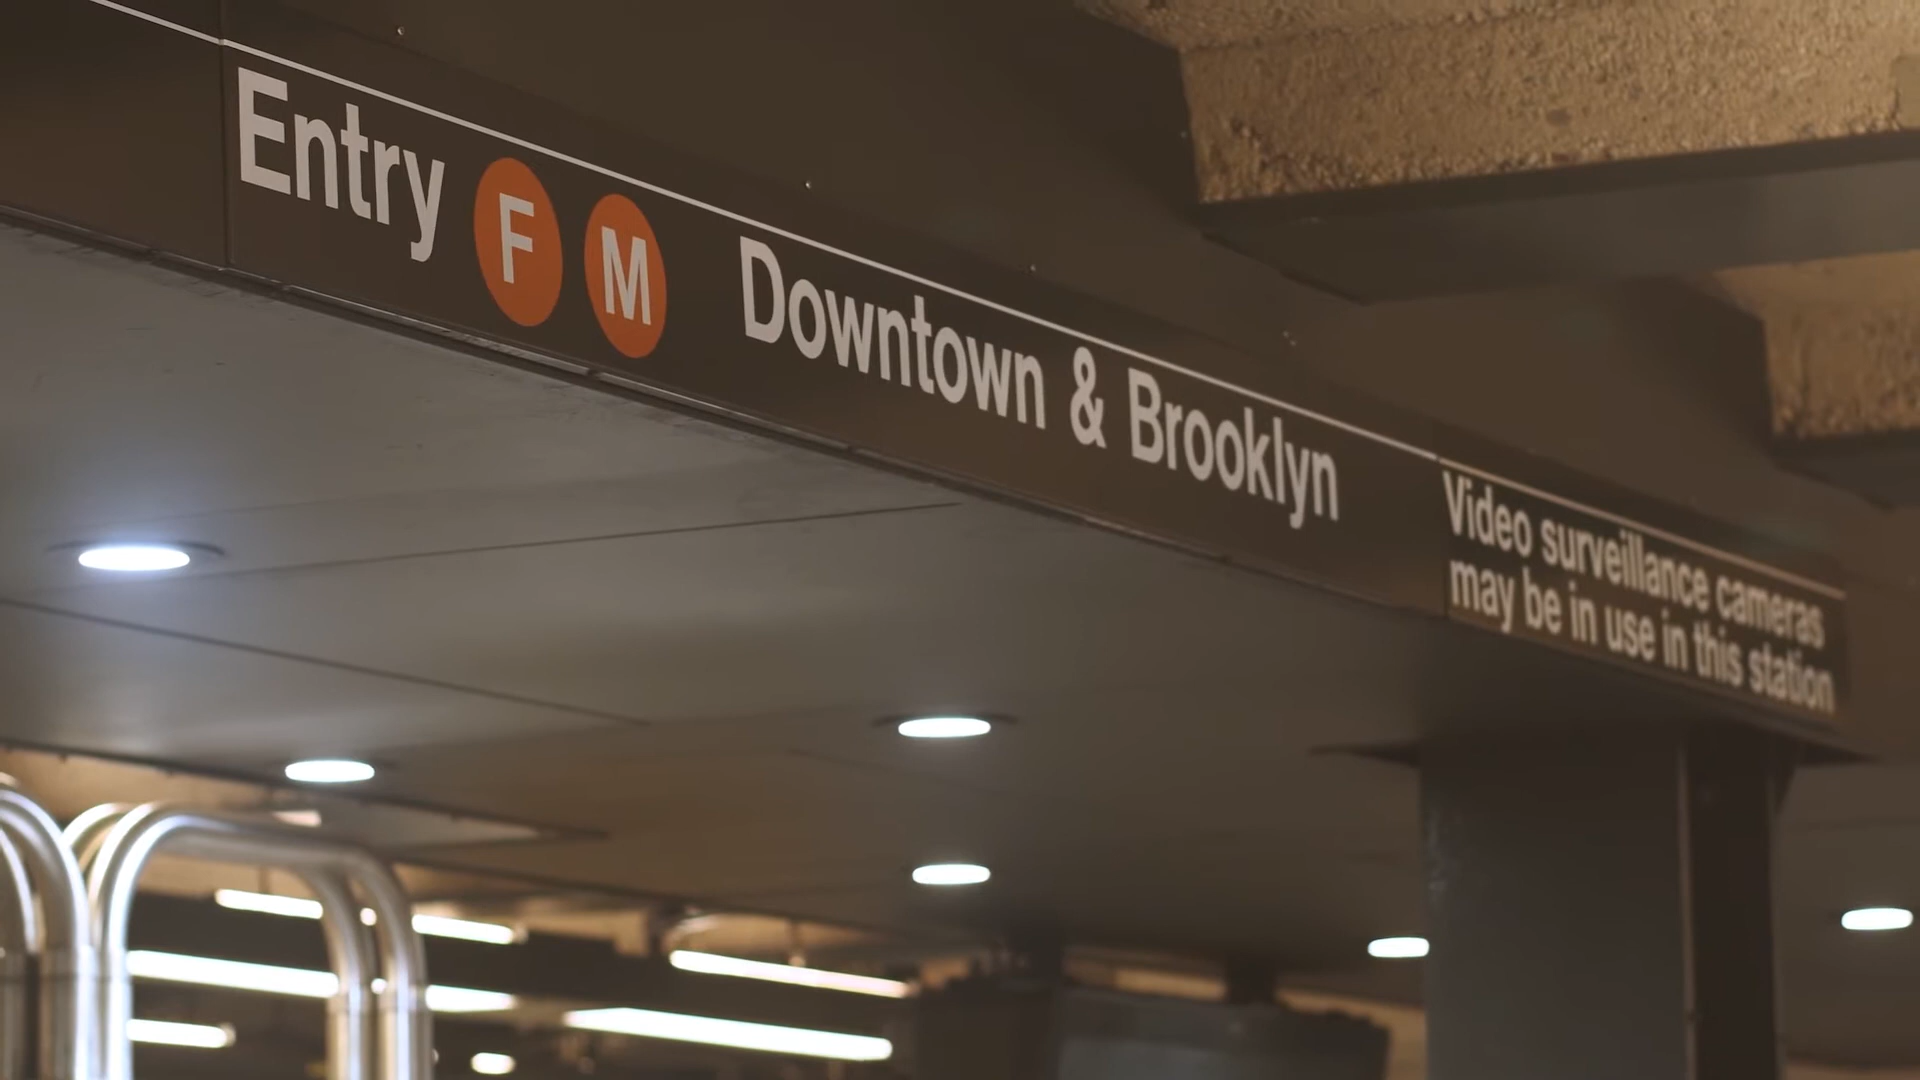 Entry F M Downtown & Brooklyn
Video surveillance cameras
may be in use in this station